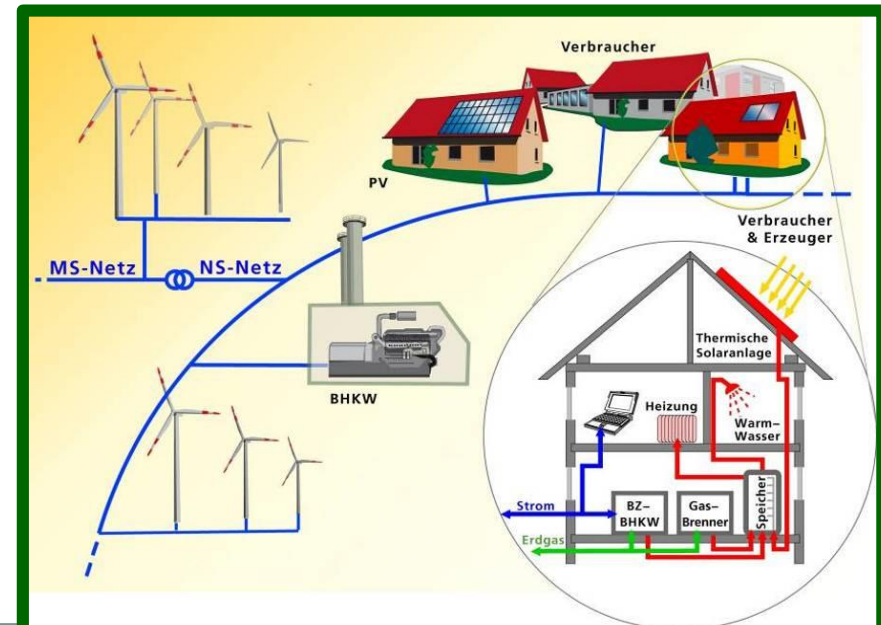 Verbraucher
PV
Verbraucher
& Erzeuger
MS-Netz
NS-Netz
BHKW
Thermische
Solaranlage
Heizung
Warm-
Wasser
Strom
BZ-
BHKW
Gas-
Brenner
Speicher
Erdgas